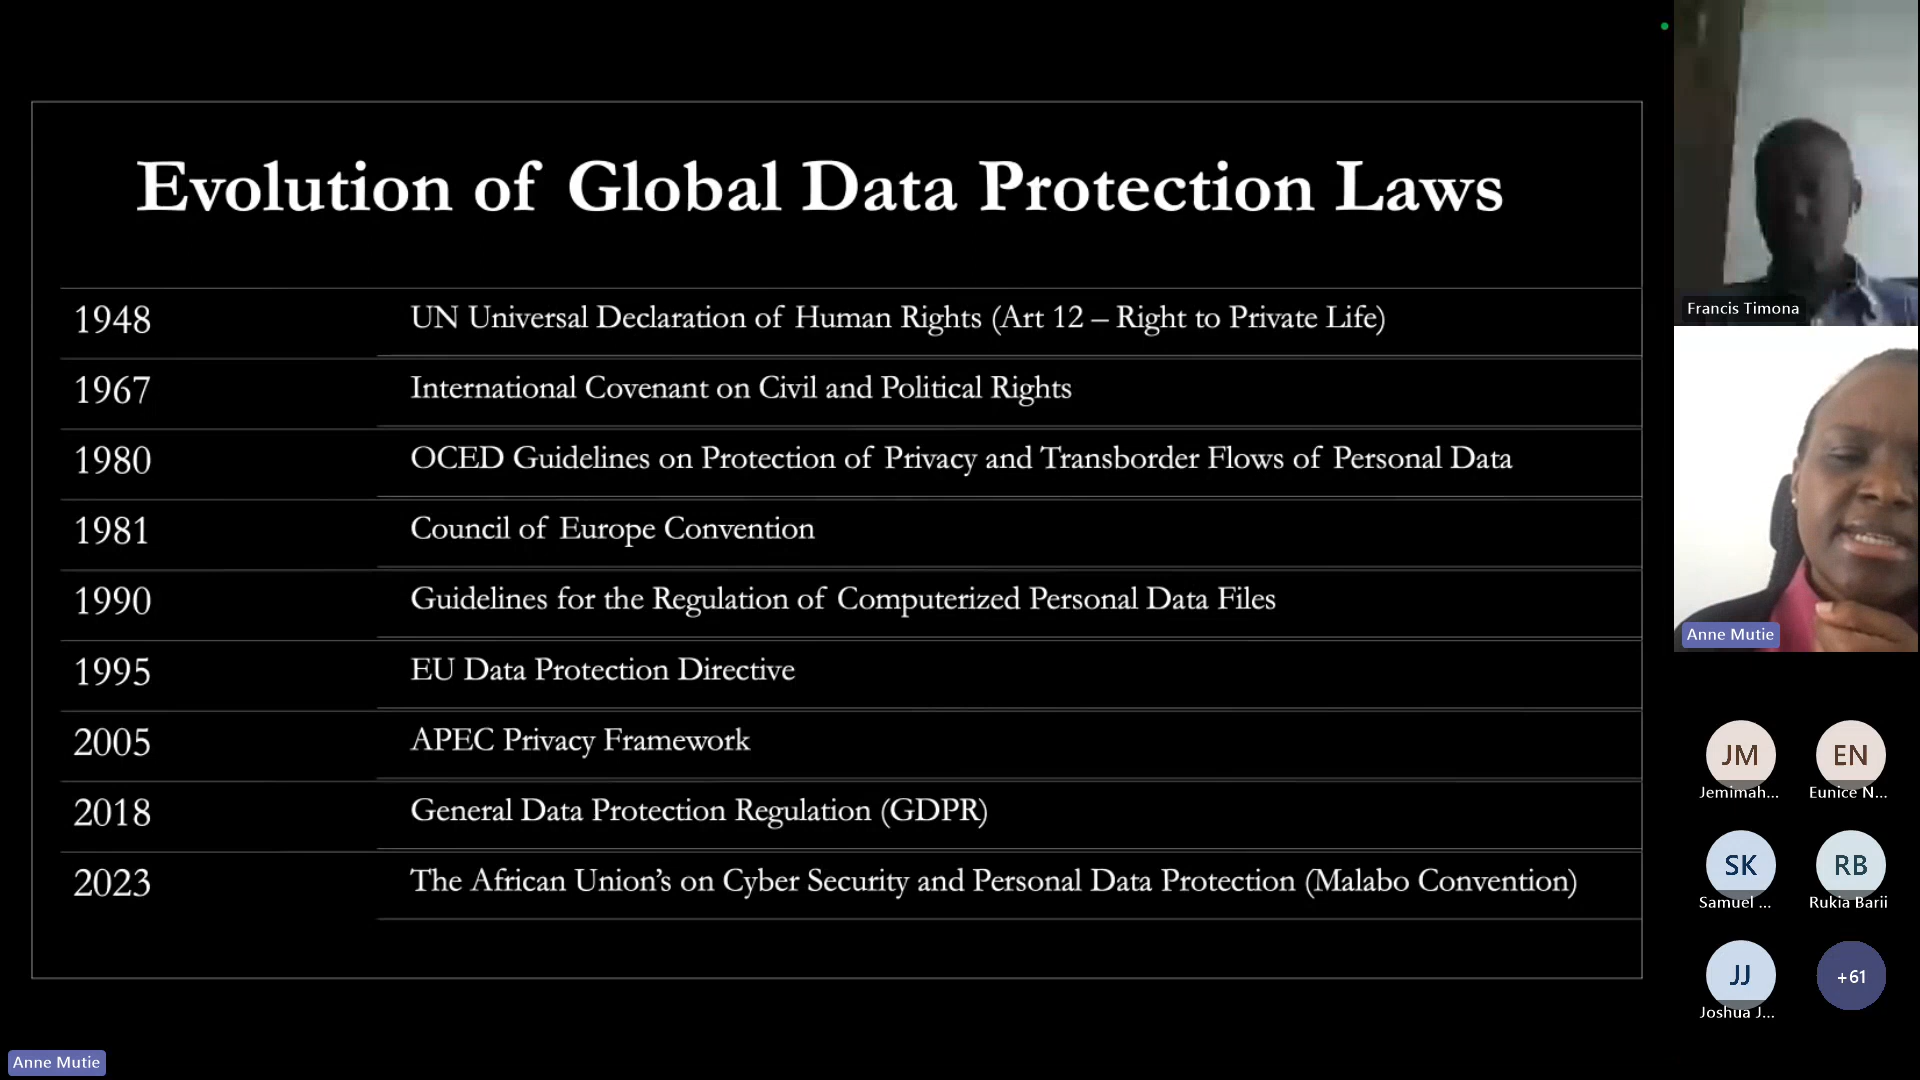 Evolution of Global Data Protection Laws
1948 UN Universal Declaration of Human Rights (Art 12 – Right to Private Life)
1967 International Covenant on Civil and Political Rights
1980 OCED Guidelines on Protection of Privacy and Transborder Flows of Personal Data
1981 Council of Europe Convention
1990 Guidelines for the Regulation of Computerized Personal Data Files
1995 EU Data Protection Directive
2005 APEC Privacy Framework
2018 General Data Protection Regulation (GDPR)
2023 The African Union’s on Cyber Security and Personal Data Protection (Malabo Convention)
Francis Timona
Anne Mutie
JM EN
Jemimah... Eunice N...
SK RB
Samuel ... Rukia Barii
JJ +61
Joshua J...
Anne Mutie